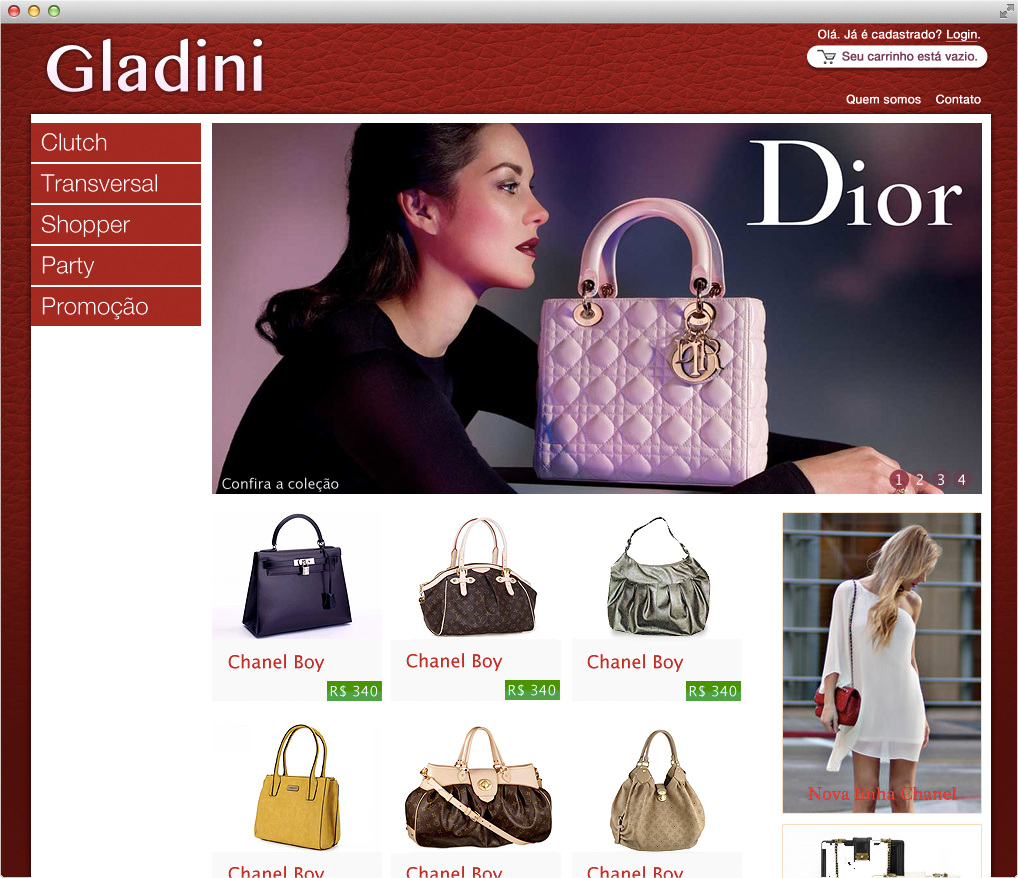 Gladini
Olá. Já é cadastrado? Login.
Seu carrinho está vazio.
Quem somos Contato
Clutch
Transversal
Shopper
Party
Promoção
Dior
Confira a coleção
1 2 3 4
Chanel Boy
R$ 340
Chanel Boy
R$ 340
Chanel Boy
R$ 340
Nova linha Chanel
Chanel Boy
Chanel Boy
Chanel Boy